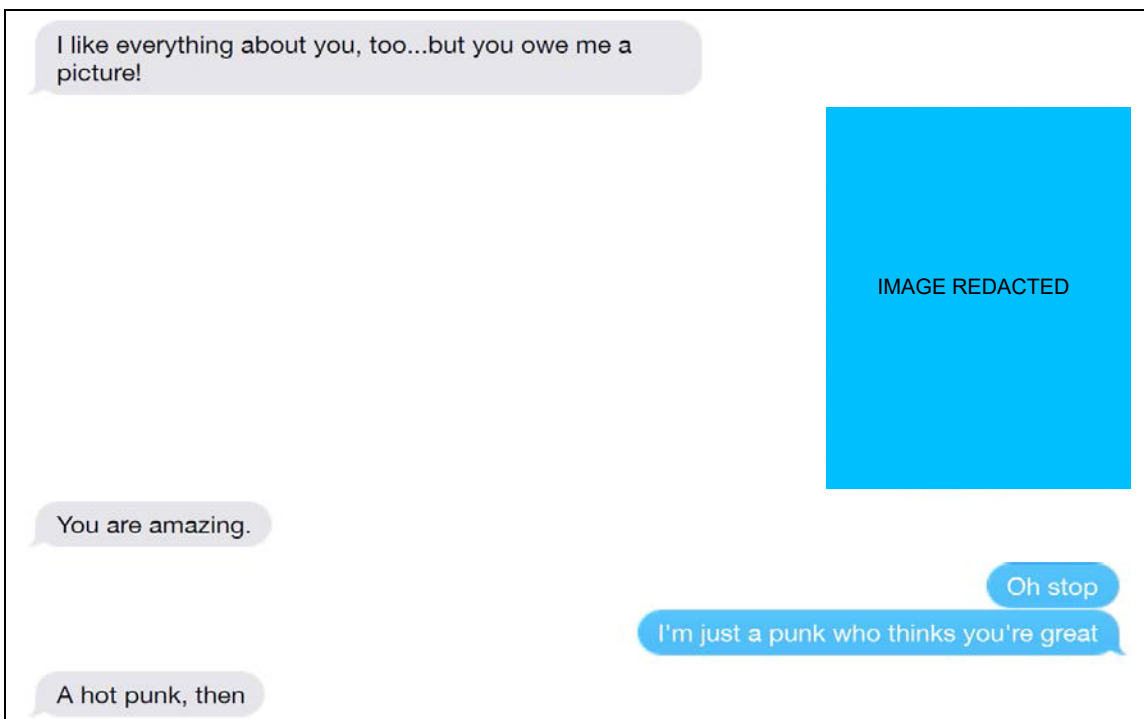 I like everything about you, too...but you owe me a
picture!
IMAGE REDACTED
You are amazing.
Oh stop
I'm just a punk who thinks you're great
A hot punk, then